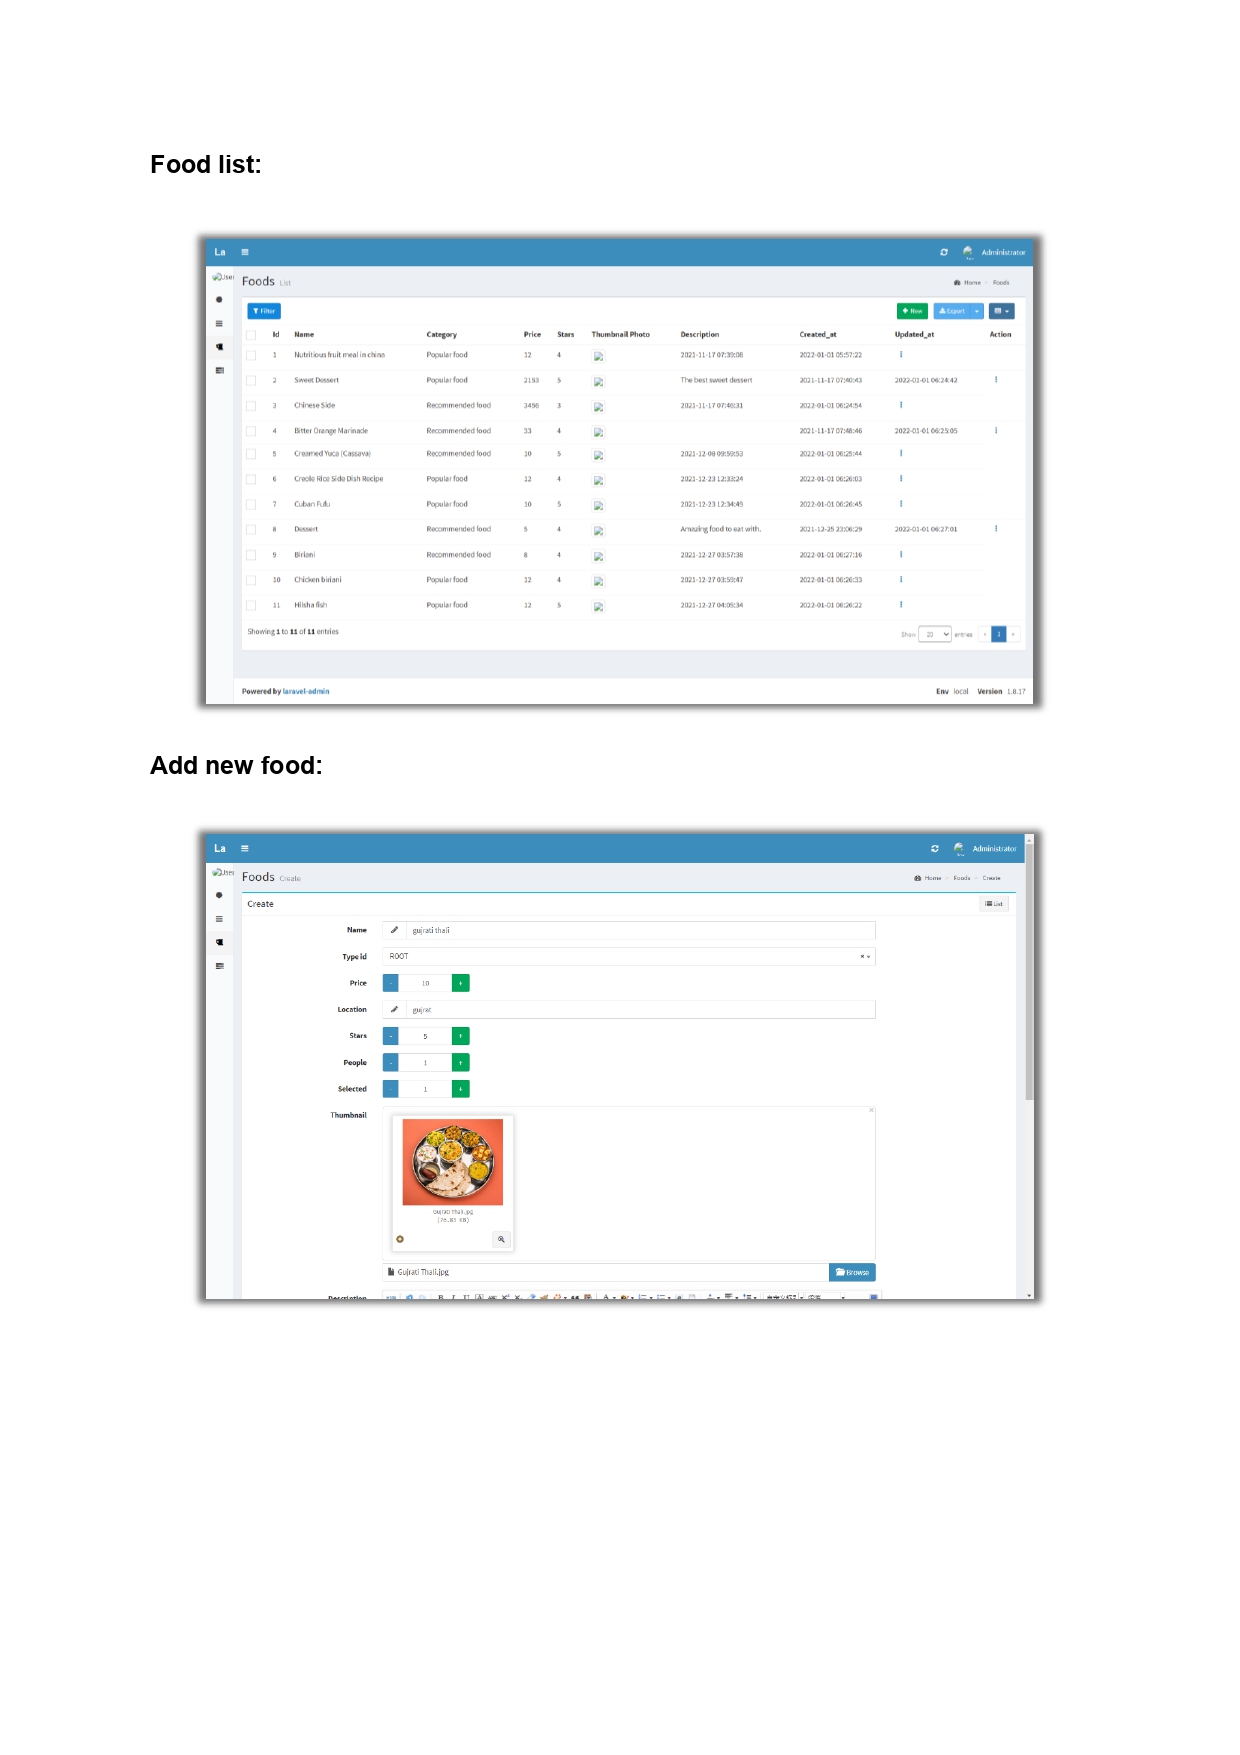 Food list:
La Administrator
User
Foods List Home Foods
Filter New Export
Id Name Category Price Stars Thumbnail Photo Description Created_at Updated_at Action
1 Nutritious fruit meal in china Popular food 12 4 2021-11-17 07:39:08 2022-01-01 05:57:22
2 Sweet Dessert Popular food 2153 5 The best sweet dessert 2021-11-17 07:40:43 2022-01-01 06:24:42
3 Chinese Side Recommended food 3456 3 2021-11-17 07:46:31 2022-01-01 06:24:54
4 Bitter Orange Marinade Recommended food 33 4 2021-11-17 07:48:46 2022-01-01 06:25:05
5 Creamed Yuca (Cassava) Recommended food 10 5 2021-12-08 09:59:53 2022-01-01 06:25:44
6 Creole Rice Side Dish Recipe Popular food 12 4 2021-12-23 12:33:24 2022-01-01 06:26:03
7 Cuban Fufu Popular food 10 5 2021-12-23 12:34:49 2022-01-01 06:26:45
8 Dessert Recommended food 5 4 Amazing food to eat with. 2021-12-25 23:06:29 2022-01-01 06:27:01
9 Biriani Recommended food 8 4 2021-12-27 03:57:38 2022-01-01 06:27:16
10 Chicken biriani Popular food 12 4 2021-12-27 03:59:47 2022-01-01 06:26:33
11 Hilsha fish Popular food 12 5 2021-12-27 04:05:34 2022-01-01 06:26:22
Showing 1 to 11 of 11 entries Show 20 entries « 1 »
Powered by laravel-admin Env local Version 1.8.17
Add new food:
La Administrator
User
Foods Create Home Foods Create
Create List
Name gujrati thali
Type id ROOT × 
Price - 10 +
Location gujrat
Stars - 5 +
People - 1 +
Selected - 1 +
Thumbnail ×
Gujrati Thali.jpg
(76.83 KB)
Gujrati Thali.jpg Browse
Description